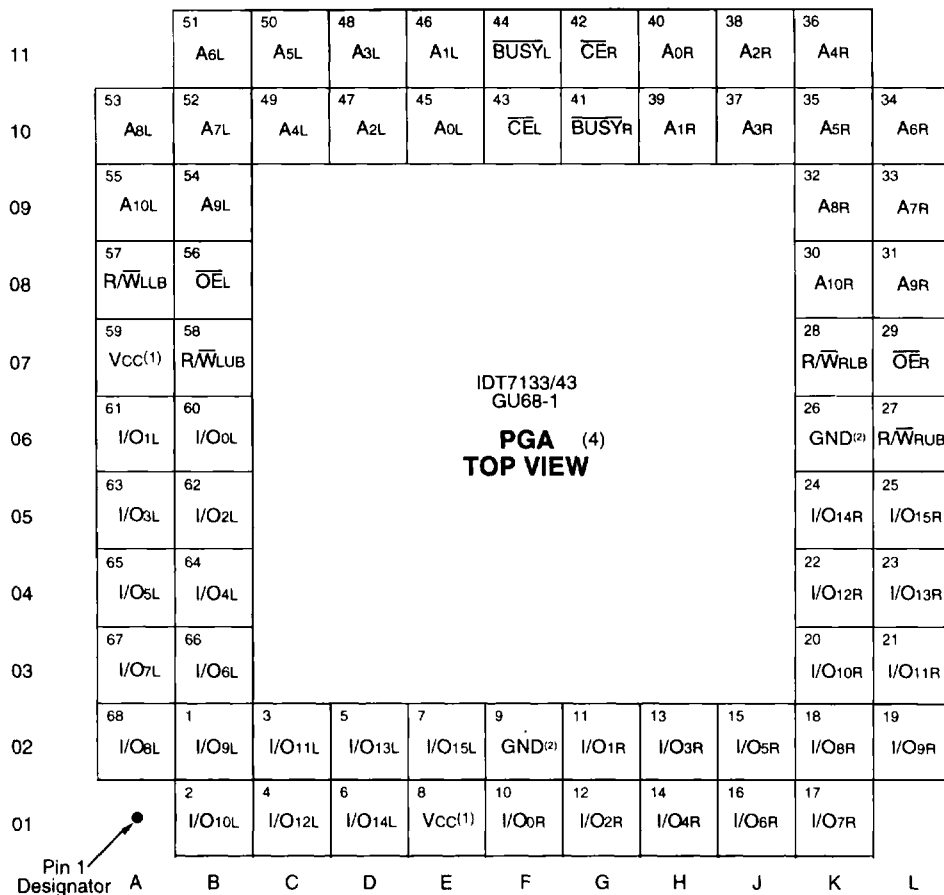 51 50 48 46 44 42 40 38 36
11 A6L A5L A3L A1L BUSYL CER A0R A2R A4R
53 52 49 47 45 43 41 39 37 35 34
10 A8L A7L A4L A2L A0L CEL BUSYR A1R A3R A5R A6R
55 54 32 33
09 A10L A9L A8R A7R
57 56 30 31
08 R/WLLB OEL A10R A9R
59 58 28 29
07 VCC(1) R/WLUB R/WRLB OER
IDT7133/43
GU68-1
61 60 26 27
06 I/O1L I/O0L PGA (4) GND(2) R/WRUB
TOP VIEW
63 62 24 25
05 I/O3L I/O2L I/O14R I/O15R
65 64 22 23
04 I/O5L I/O4L I/O12R I/O13R
67 66 20 21
03 I/O7L I/O6L I/O10R I/O11R
68 1 3 5 7 9 11 13 15 18 19
02 I/O8L I/O9L I/O11L I/O13L I/O15L GND(2) I/O1R I/O3R I/O5R I/O8R I/O9R
2 4 6 8 10 12 14 16 17
01 I/O10L I/O12L I/O14L VCC(1) I/O0R I/O2R I/O4R I/O6R I/O7R
Pin 1
Designator A B C D E F G H J K L